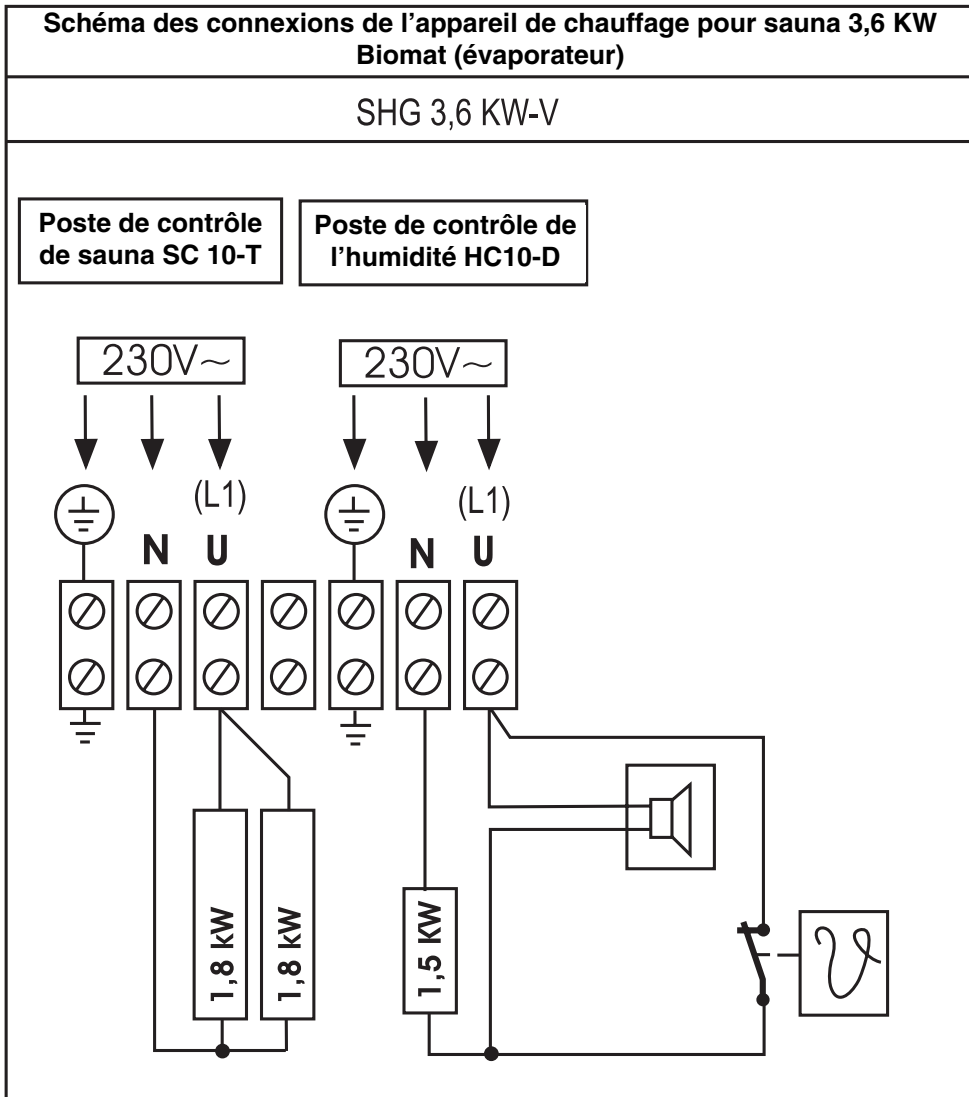 Schéma des connexions de l'appareil de chauffage pour sauna 3,6 KW
Biomat (évaporateur)
SHG 3,6 KW-V
Poste de contrôle
de sauna SC 10-T
Poste de contrôle de
l'humidité HC10-D
230V~
230V~
(L1)
(L1)
N
U
N
U
1,8 kW
1,8 kW
1,5 KW
ϑ